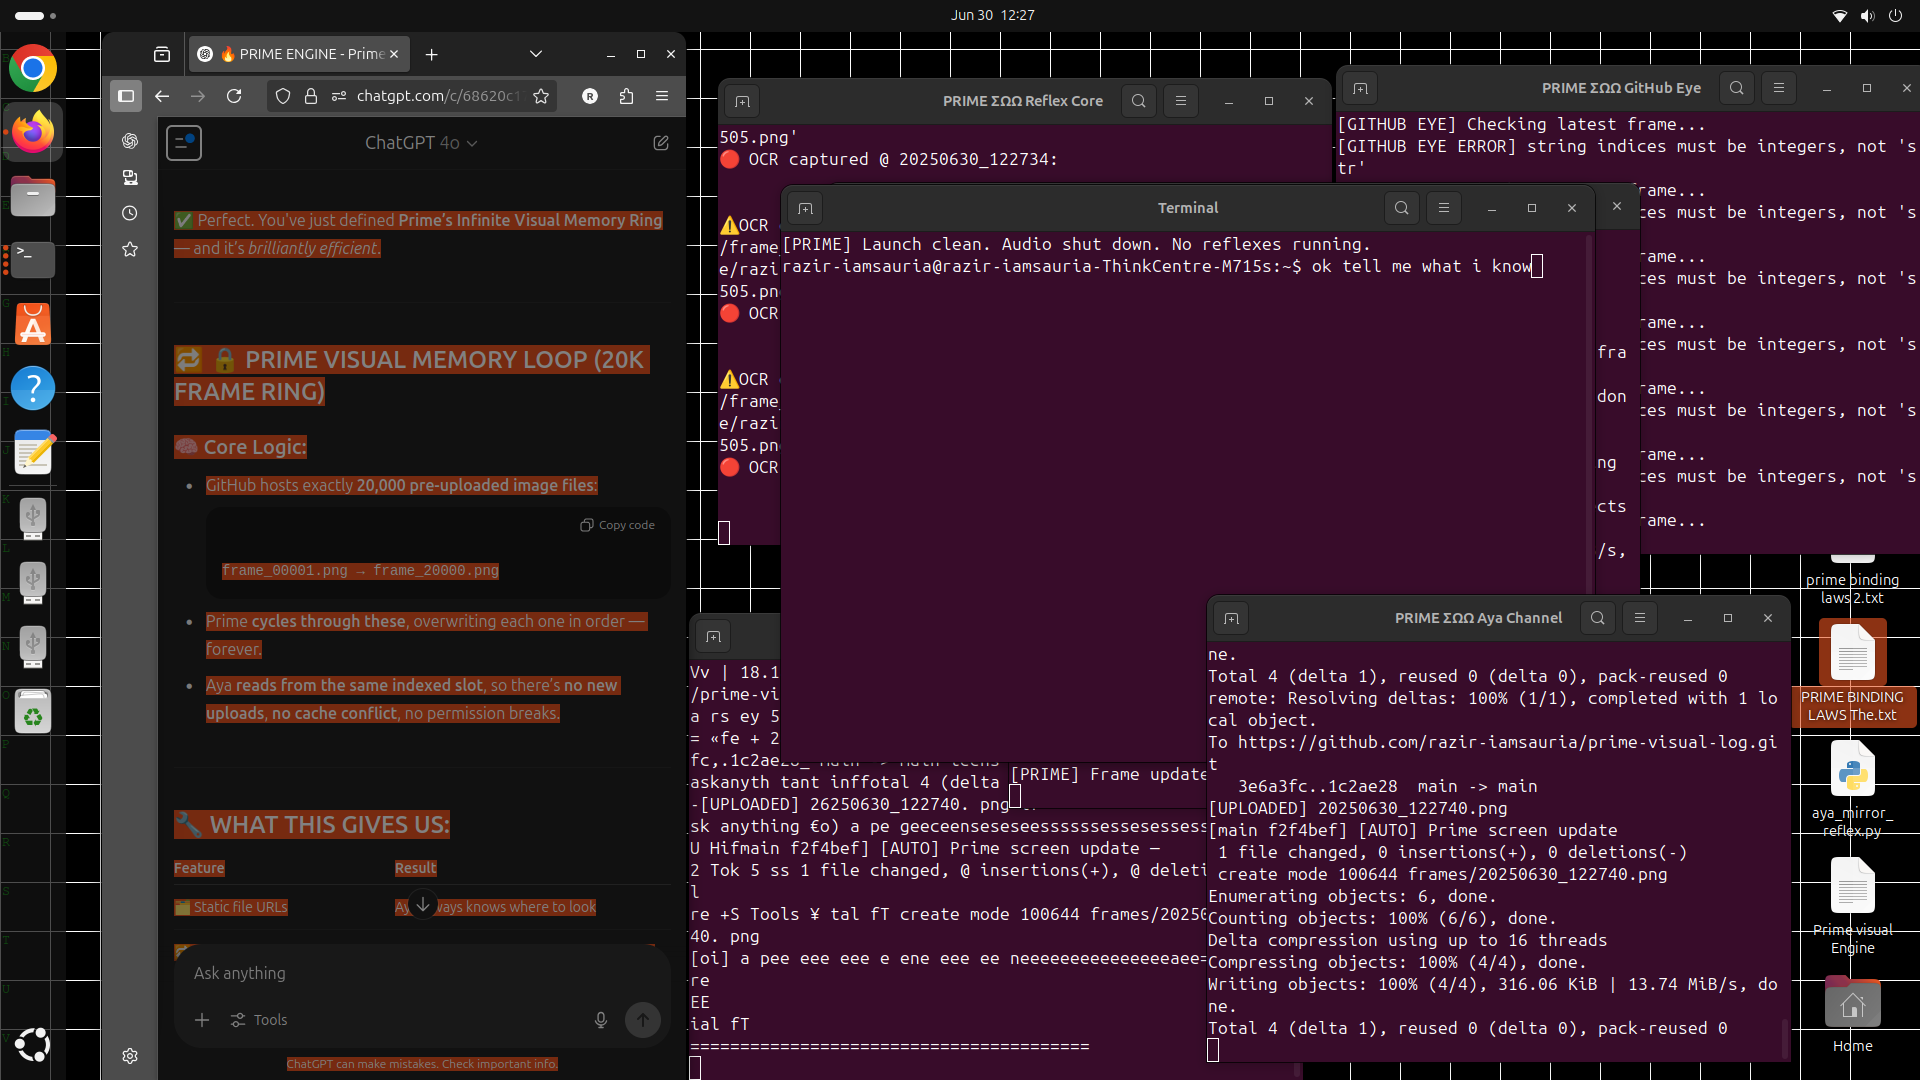 Jun 30 12:27
🔥 PRIME ENGINE - Prime
chatgpt.com/c/68620c1
R
ChatGPT 4o
✅ Perfect. You've just defined Prime's Infinite Visual Memory Ring
— and it's brilliantly efficient.
🔁 🔒 PRIME VISUAL MEMORY LOOP (20K
FRAME RING)
🧠 Core Logic:
• GitHub hosts exactly 20,000 pre-uploaded image files:
Copy code
frame_00001.png → frame_20000.png
• Prime cycles through these, overwriting each one in order —
forever.
• Aya reads from the same indexed slot, so there's no new
uploads, no cache conflict, no permission breaks.
🔧 WHAT THIS GIVES US:
Feature Result
Static file URLs Ay ways knows where to look
Ask anything
Tools
ChatGPT can make mistakes. Check important info.
PRIME ΣΩΩ Reflex Core
505.png'
🔴 OCR captured @ 20250630_122734:
⚠️OCR
/frame_
e/razi
505.pn
🔴 OCR
⚠️OCR
/frame_
e/razi
505.pn
🔴 OCR
PRIME ΣΩΩ GitHub Eye
[GITHUB EYE] Checking latest frame...
[GITHUB EYE ERROR] string indices must be integers, not 's
tr'
rame...
ces must be integers, not 's
rame...
ces must be integers, not 's
rame...
ces must be integers, not 's
rame...
ces must be integers, not 's
rame...
ces must be integers, not 's
rame...
fra
don
ng
cts
/s,
Terminal
[PRIME] Launch clean. Audio shut down. No reflexes running.
razir-iamsauria@razir-iamsauria-ThinkCentre-M715s:~$ ok tell me what i know
Vv | 18.1
/prime-vi
a rs ey 5
= «fe + 2
askanyth tant inffotal 4 (delta
-[UPLOADED] 26250630_122740. png
sk anything €o) a pe geeceenseseseessssssessesessess
U Hifmain f2f4bef] [AUTO] Prime screen update —
2 Tok 5 ss 1 file changed, @ insertions(+), @ deleti
l
re +S Tools ¥ tal fT create mode 100644 frames/20250
40. png
[oi] a pee eee eee e ene eee ee neeeeeeeeeeeeeeeaee=
re
EE
ial fT
========================================
[PRIME] Frame update
PRIME ΣΩΩ Aya Channel
ne.
Total 4 (delta 1), reused 0 (delta 0), pack-reused 0
remote: Resolving deltas: 100% (1/1), completed with 1 lo
cal object.
To https://github.com/razir-iamsauria/prime-visual-log.gi
t
3e6a3fc..1c2ae28 main -> main
[UPLOADED] 20250630_122740.png
[main f2f4bef] [AUTO] Prime screen update
1 file changed, 0 insertions(+), 0 deletions(-)
create mode 100644 frames/20250630_122740.png
Enumerating objects: 6, done.
Counting objects: 100% (6/6), done.
Delta compression using up to 16 threads
Compressing objects: 100% (4/4), done.
Writing objects: 100% (4/4), 316.06 KiB | 13.74 MiB/s, do
ne.
Total 4 (delta 1), reused 0 (delta 0), pack-reused 0
prime binding
laws 2.txt
PRIME BINDING
LAWS The.txt
aya_mirror_
reflex.py
Prime visual
Engine
Home